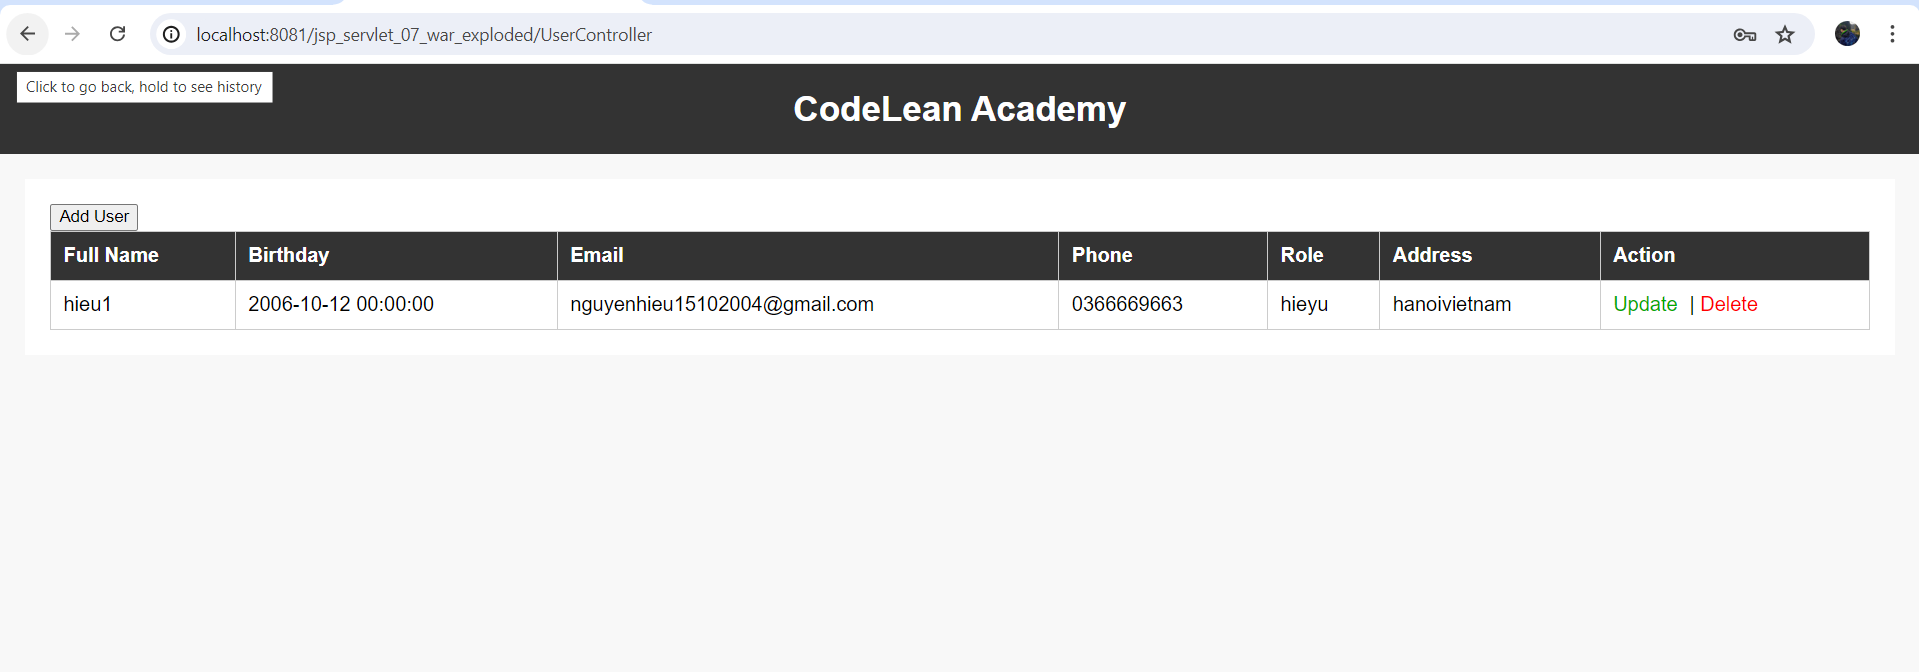 localhost:8081/jsp_servlet_07_war_exploded/UserController
Click to go back, hold to see history
CodeLean Academy
Add User
Full Name Birthday Email Phone Role Address Action
hieu1 2006-10-12 00:00:00 nguyenhieu15102004@gmail.com 0366669663 hieyu hanoivietnam Update | Delete